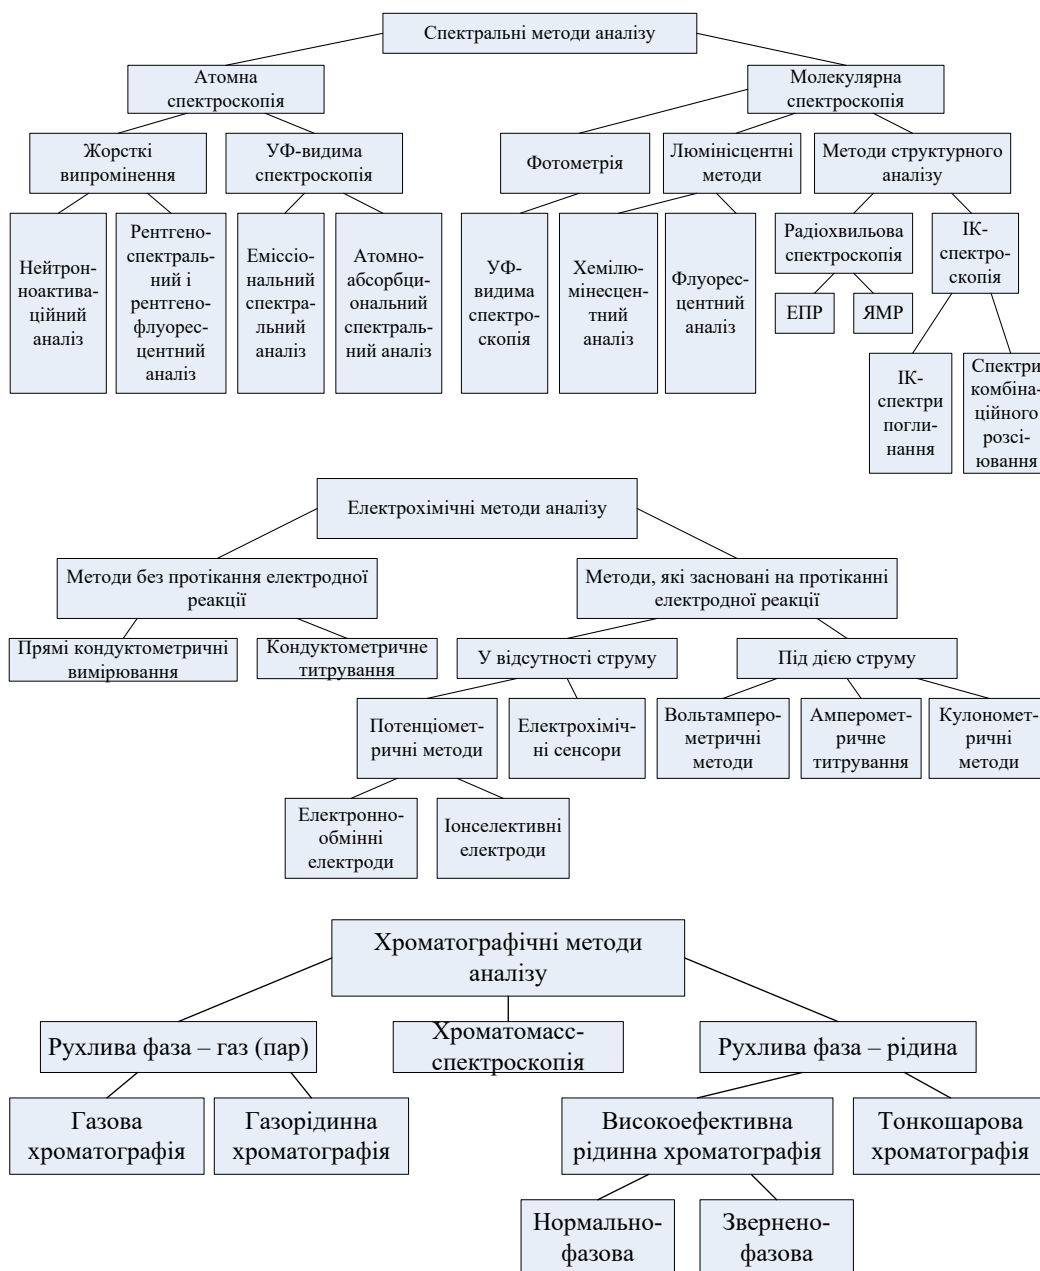 Спектральні методи аналізу
Атомна
спектроскопія
Молекулярна
спектроскопія
Жорсткі
випромінення
УФ-видима
спектроскопія
Фотометрія
Люмінісцентні
методи
Методи структурного
аналізу
Нейтрон-
ноактива-
ційний
аналіз
Рентгено-
спектраль-
ний і
рентгено-
флуорес-
центний
аналіз
Еміссіо-
нальний
спектра-
льний
аналіз
Атомно-
абсорбци-
ональний
спектраль-
ний аналіз
УФ-
видима
спектро-
скопія
Хемілю-
мінесцен-
тний
аналіз
Флуорес-
центний
аналіз
Радіохвильова
спектроскопія
ІК-
спектро-
скопія
ЕПР
ЯМР
ІК-
спектри
погли-
нання
Спектри
комбіна-
ційного
розсі-
ювання
Електрохімічні методи аналізу
Методи без протікання електродної
реакції
Методи, які засновані на протіканні
електродної реакції
Прямі кондуктометричні
вимірювання
Кондуктометричне
титрування
У відсутності струму
Під дією струму
Потенціомет-
ричні методи
Електрохіміч-
ні сенсори
Вольтамперо-
метричні
методи
Амперомет-
ричне
титрування
Кулономет-
ричні
методи
Електронно-
обмінні
електроди
Іонселективні
електроди
Хроматографічні методи
аналізу
Рухлива фаза – газ (пар)
Хроматомасс-
спектроскопія
Рухлива фаза – рідина
Газова
хроматографія
Газорідинна
хроматографія
Високоефективна
рідинна хроматографія
Тонкошарова
хроматографія
Нормально-
фазова
Звернено-
фазова